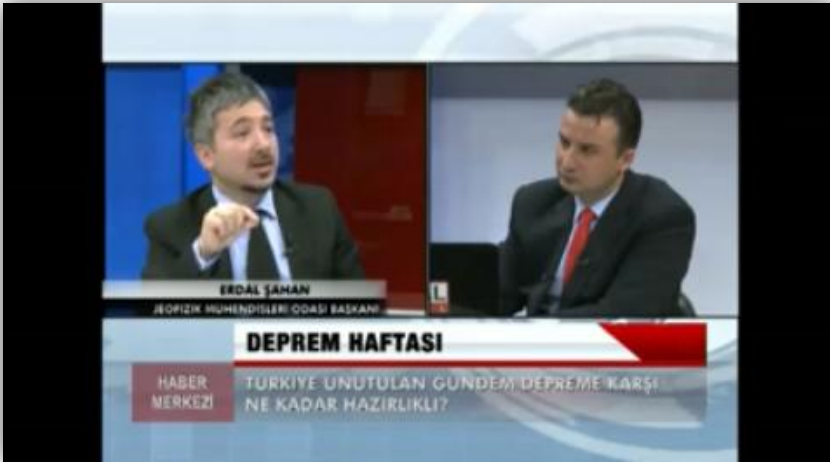 ERDAL ŞAHAN
JEOFİZİK MÜHENDİSLERİ ODASI BAŞKANI
L
DEPREM HAFTASI
HABER
MERKEZİ
TÜRKİYE UNUTULAN GÜNDEM DEPREME KARŞI
NE KADAR HAZIRLIKLI?